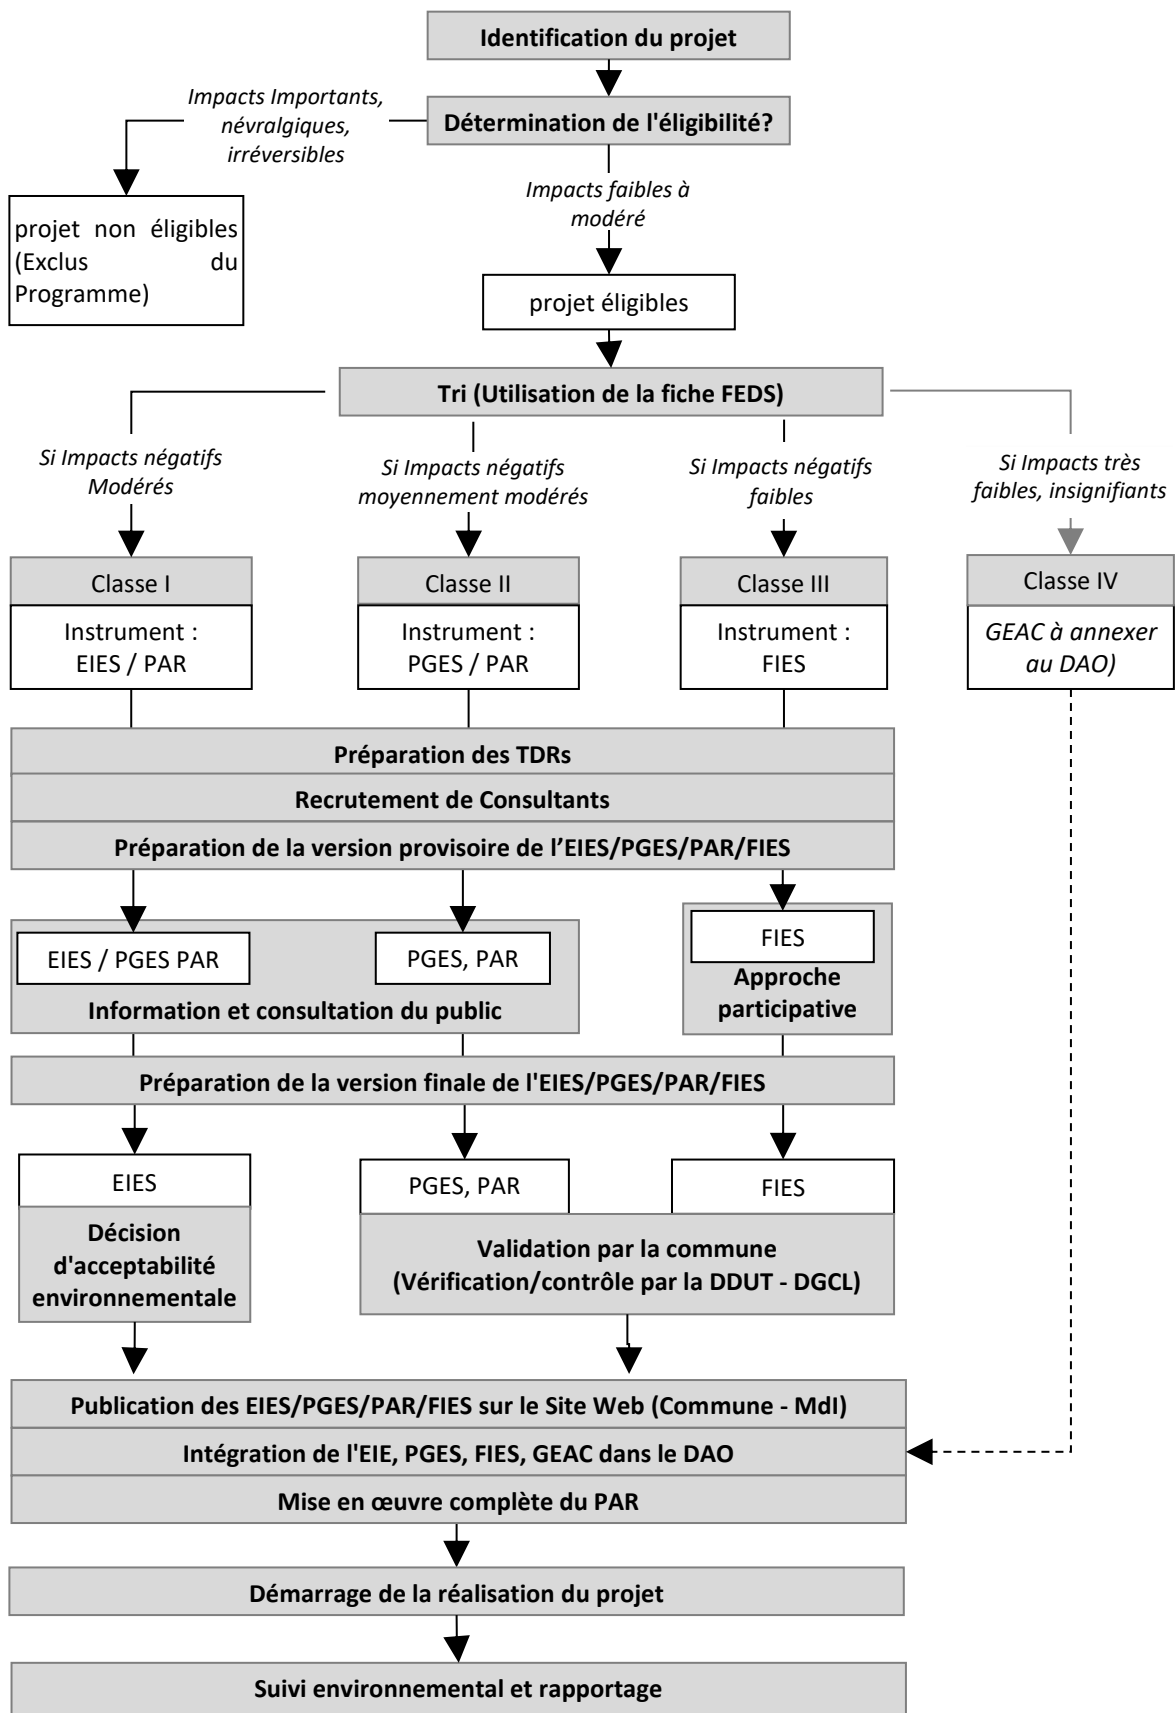 Identification du projet
Impacts Importants,
névralgiques,
irréversibles
Détermination de l'éligibilité?
Impacts faibles à
modéré
projet non éligibles
(Exclus du
Programme)
projet éligibles
Tri (Utilisation de la fiche FEDS)
Si Impacts négatifs
Modérés
Si Impacts négatifs
moyennement modérés
Si Impacts négatifs
faibles
Si Impacts très
faibles, insignifiants
Classe I
Instrument :
EIES / PAR
Classe II
Instrument :
PGES / PAR
Classe III
Instrument :
FIES
Classe IV
GEAC à annexer
au DAO)
Préparation des TDRs
Recrutement de Consultants
Préparation de la version provisoire de l’EIES/PGES/PAR/FIES
EIES / PGES PAR
PGES, PAR
Information et consultation du public
FIES
Approche
participative
Préparation de la version finale de l'EIES/PGES/PAR/FIES
EIES
Décision
d'acceptabilité
environnementale
PGES, PAR
FIES
Validation par la commune
(Vérification/contrôle par la DDUT - DGCL)
Publication des EIES/PGES/PAR/FIES sur le Site Web (Commune - MdI)
Intégration de l'EIE, PGES, FIES, GEAC dans le DAO
Mise en œuvre complète du PAR
Démarrage de la réalisation du projet
Suivi environnemental et rapportage